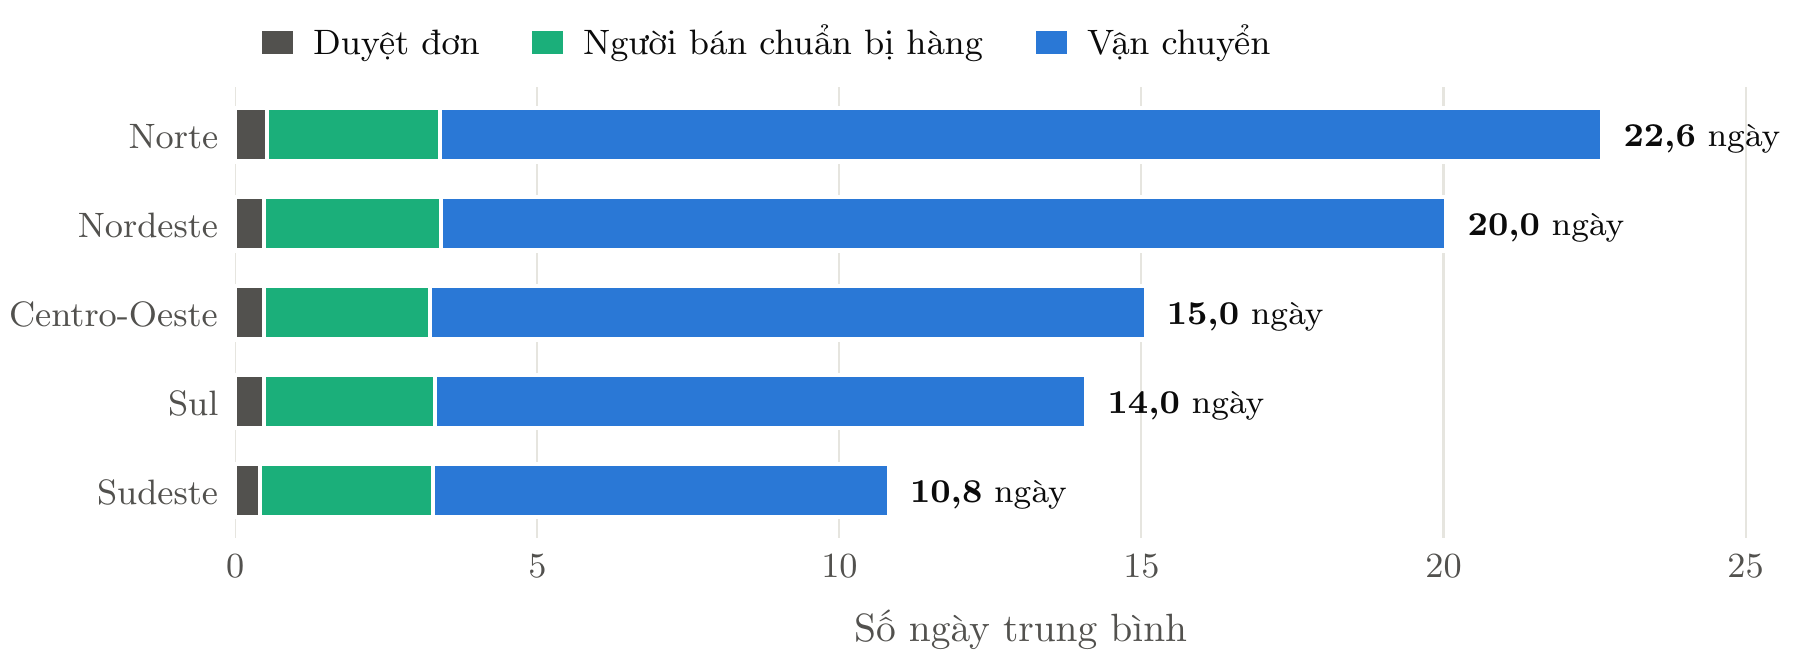 Duyệt đơn Người bán chuẩn bị hàng Vận chuyển
Norte 22,6 ngày
Nordeste 20,0 ngày
Centro-Oeste 15,0 ngày
Sul 14,0 ngày
Sudeste 10,8 ngày
0 5 10 15 20 25
Số ngày trung bình